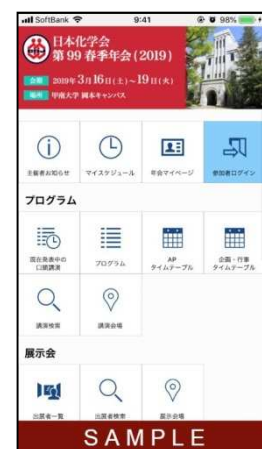 SoftBank 9:41 98%
日本化学会
第99春季年会(2019)
会期 2019年3月16日(土)~19日(火)
場所 甲南大学 岡本キャンパス
主催者お知らせ マイスケジュール 年会マイページ 参加者ログイン
プログラム
現在発表中の口頭講演 プログラム APタイムテーブル 企画・行事タイムテーブル
講演検索 講演会場
展示会
出展者一覧 出展者検索 展示会場
SAMPLE